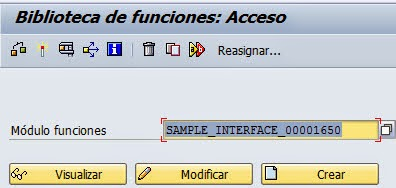 Biblioteca de funciones: Acceso
Reasignar...
Módulo funciones SAMPLE_INTERFACE_00001650
Visualizar Modificar Crear